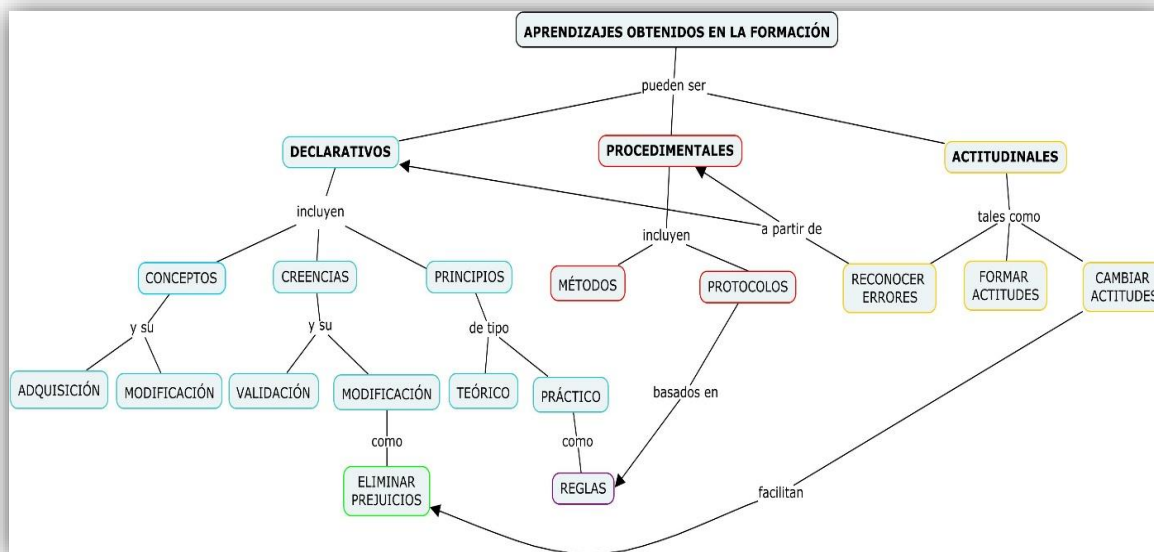 APRENDIZAJES OBTENIDOS EN LA FORMACIÓN
pueden ser
DECLARATIVOS
PROCEDIMENTALES
ACTITUDINALES
incluyen
incluyen
a partir de
tales como
CONCEPTOS
CREENCIAS
PRINCIPIOS
MÉTODOS
PROTOCOLOS
RECONOCER
ERRORES
FORMAR
ACTITUDES
CAMBIAR
ACTITUDES
y su
y su
de tipo
ADQUISICIÓN
MODIFICACIÓN
VALIDACIÓN
MODIFICACIÓN
TEÓRICO
PRÁCTICO
basados en
como
como
ELIMINAR
PREJUICIOS
REGLAS
facilitan